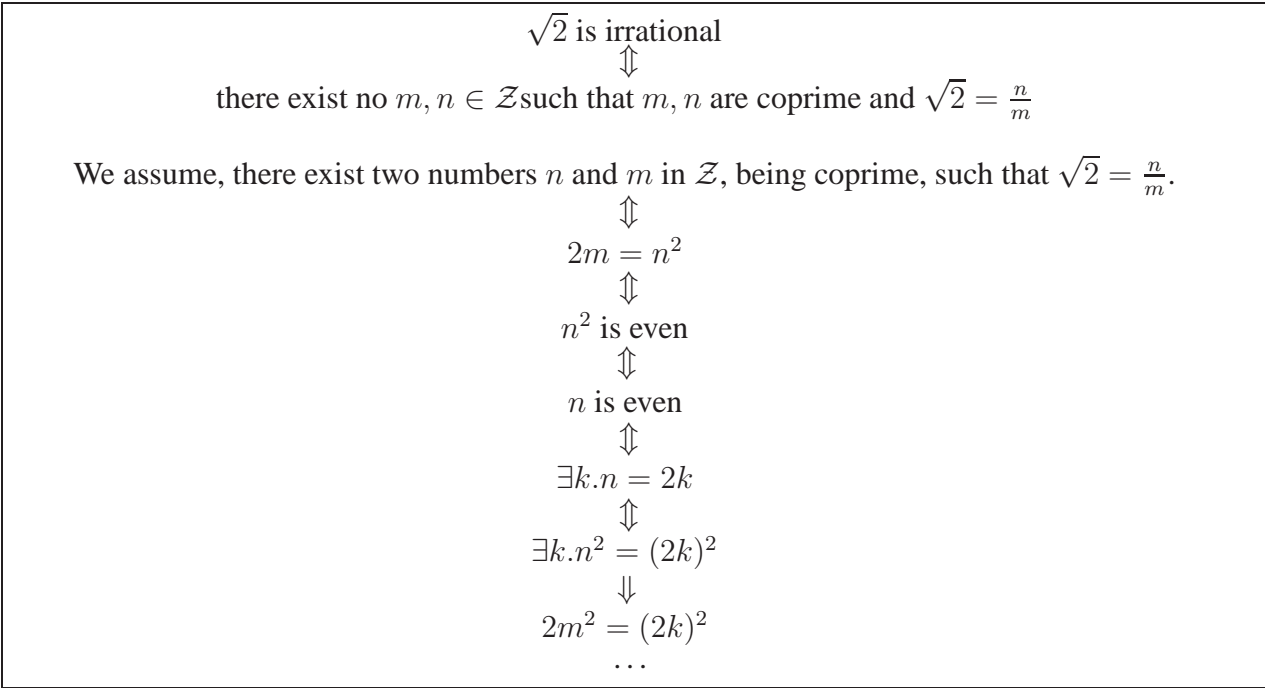 √2 is irrational
⇕
there exist no m, n ∈ 𝒵such that m, n are coprime and √2 = n/m
We assume, there exist two numbers n and m in 𝒵, being coprime, such that √2 = n/m.
⇕
2m = n²
⇕
n² is even
⇕
n is even
⇕
∃k.n = 2k
⇕
∃k.n² = (2k)²
⇓
2m² = (2k)²
...